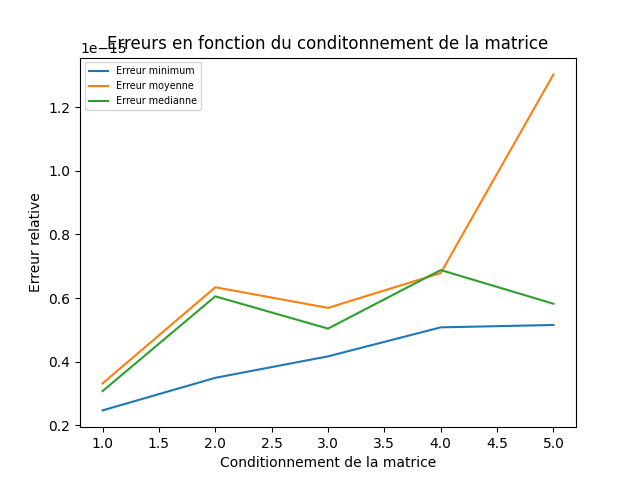 Erreurs en fonction du conditonnement de la matrice
1e−15
Erreur minimum
Erreur moyenne
Erreur medianne
1.2
1.0
0.8
0.6
0.4
0.2
Erreur relative
1.0 1.5 2.0 2.5 3.0 3.5 4.0 4.5 5.0
Conditionnement de la matrice